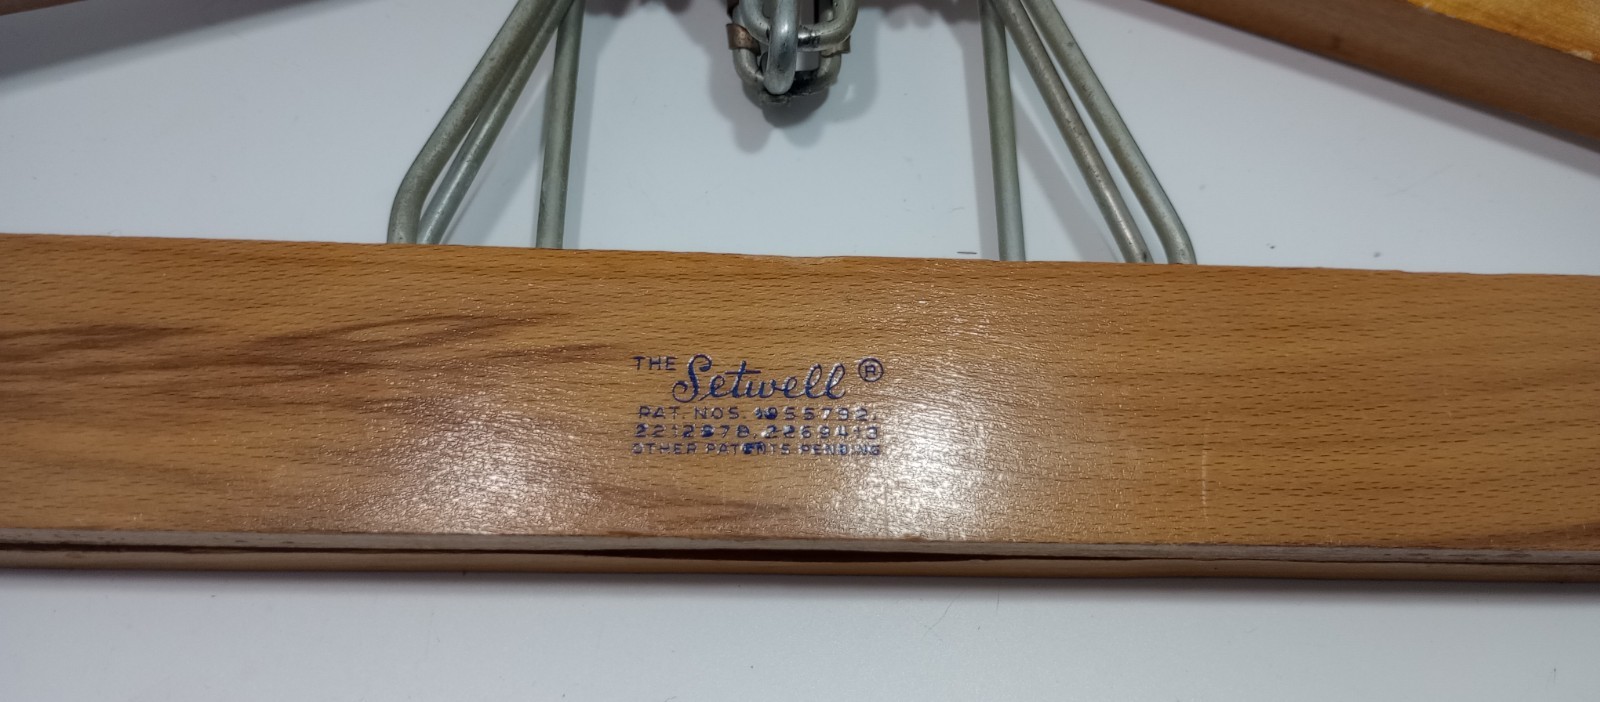 THE Setwell ®
PAT. NOS. 1955792,
2212878, 2269413
OTHER PATENTS PENDING